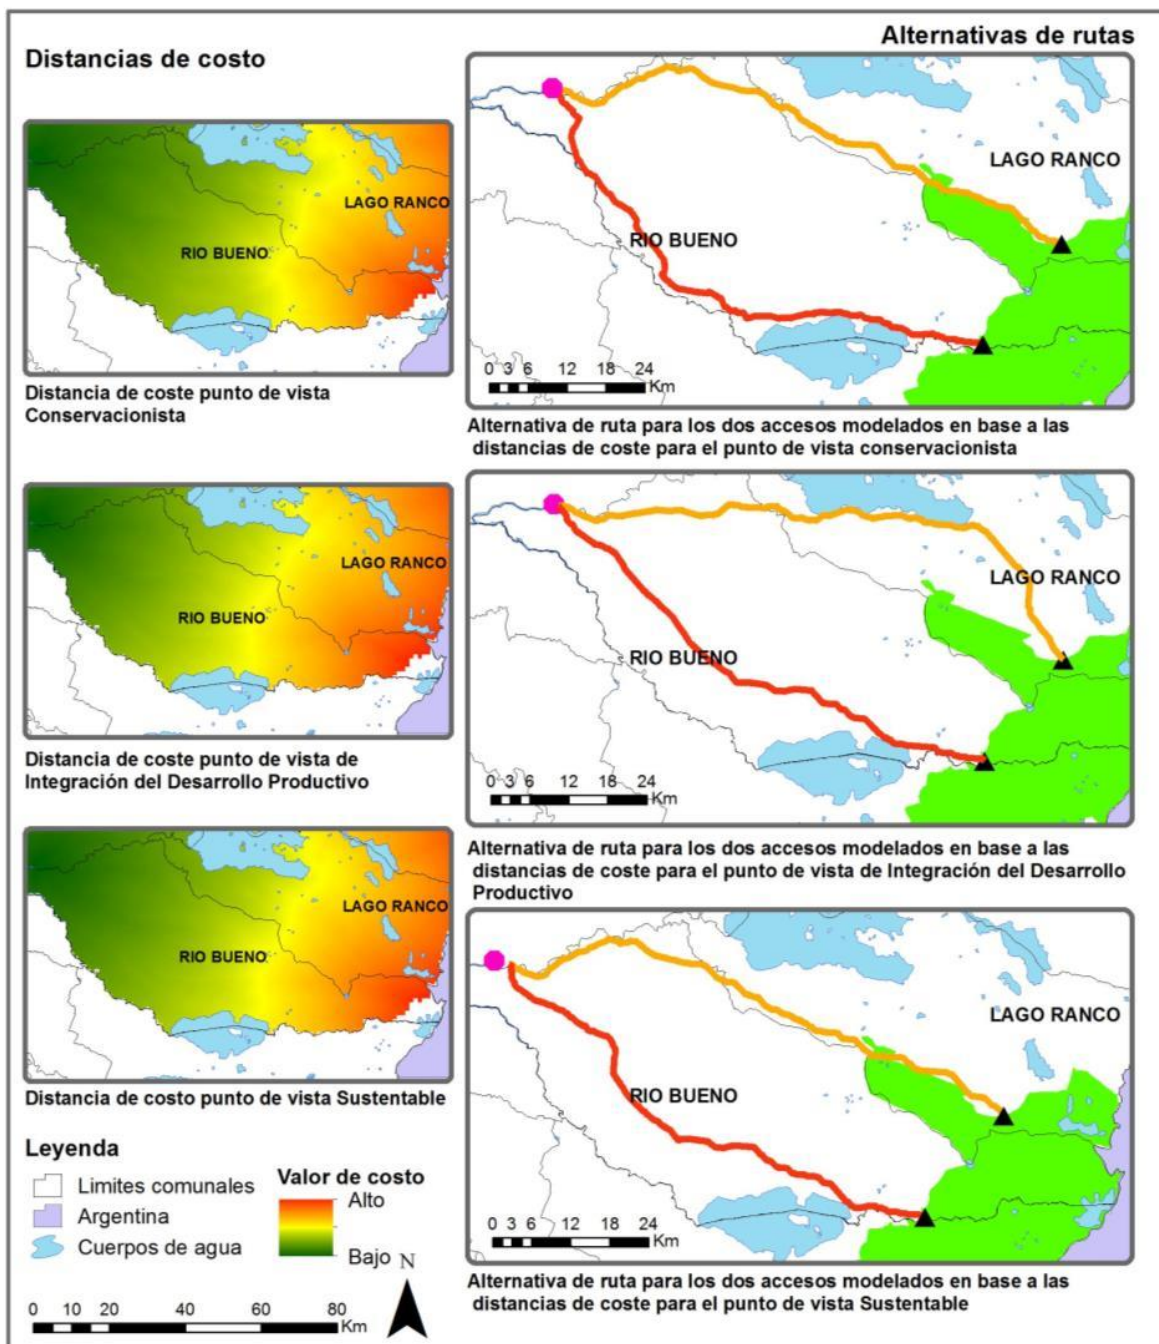 Distancias de costo
LAGO RANCO
RIO BUENO
Distancia de coste punto de vista
Conservacionista
LAGO RANCO
RIO BUENO
Distancia de coste punto de vista de
Integración del Desarrollo Productivo
LAGO RANCO
RIO BUENO
Distancia de costo punto de vista Sustentable
Leyenda
Limites comunales
Argentina
Cuerpos de agua
Valor de costo
Alto
Bajo
N
0 10 20 40 60 80
Km
Alternativas de rutas
LAGO RANCO
RIO BUENO
0 3 6 12 18 24
Km
Alternativa de ruta para los dos accesos modelados en base a las
distancias de coste para el punto de vista conservacionista
LAGO RANCO
RIO BUENO
0 3 6 12 18 24
Km
Alternativa de ruta para los dos accesos modelados en base a las
distancias de coste para el punto de vista de Integración del Desarrollo
Productivo
LAGO RANCO
RIO BUENO
0 3 6 12 18 24
Km
Alternativa de ruta para los dos accesos modelados en base a las
distancias de coste para el punto de vista Sustentable